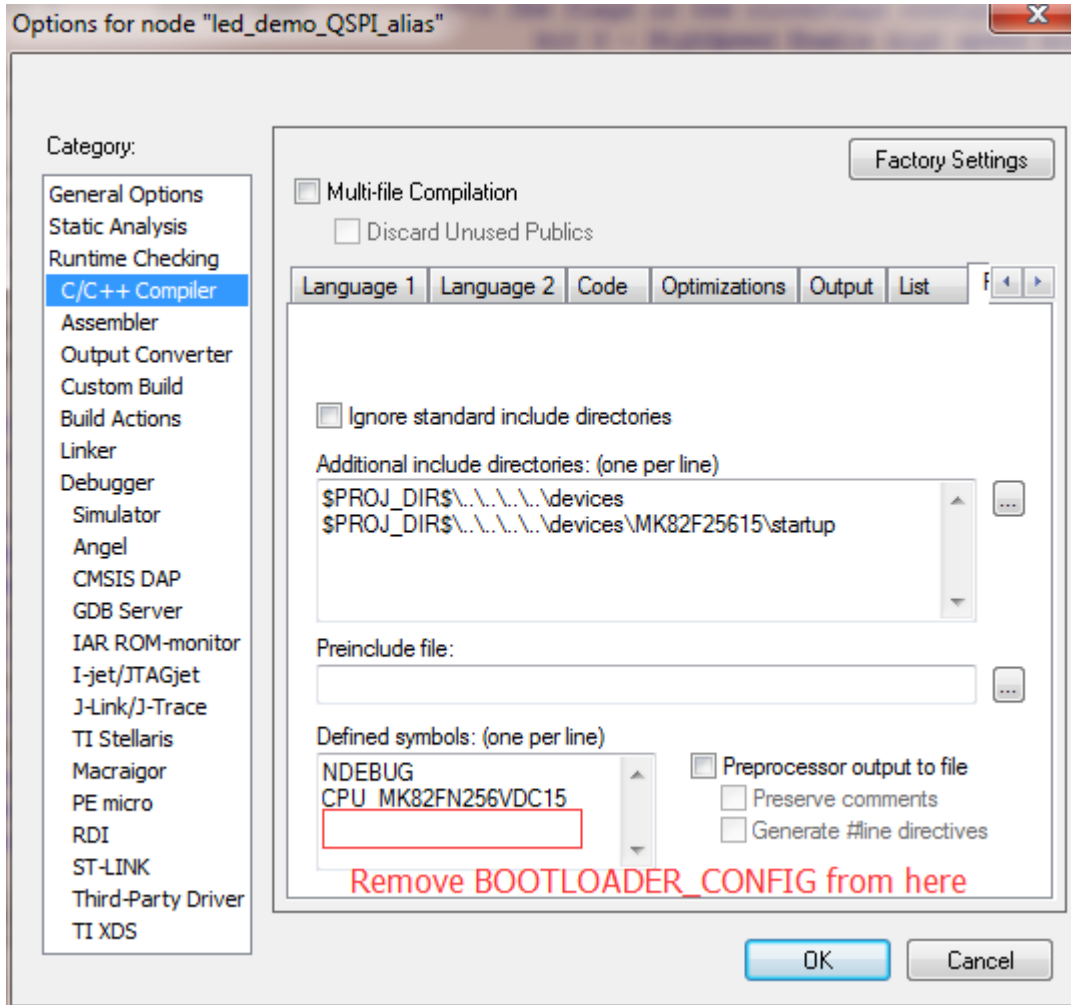 Options for node "led_demo_QSPI_alias"
Category:
General Options
Static Analysis
Runtime Checking
C/C++ Compiler
Assembler
Output Converter
Custom Build
Build Actions
Linker
Debugger
Simulator
Angel
CMSIS DAP
GDB Server
IAR ROM-monitor
I-jet/JTAGjet
J-Link/J-Trace
TI Stellaris
Macraigor
PE micro
RDI
ST-LINK
Third-Party Driver
TI XDS
Factory Settings
Multi-file Compilation
Discard Unused Publics
Language 1 Language 2 Code Optimizations Output List
Ignore standard include directories
Additional include directories: (one per line)
$PROJ_DIR$\..\..\..\..\devices
$PROJ_DIR$\..\..\..\..\devices\MK82F25615\startup
...
Preinclude file:
...
Defined symbols: (one per line)
NDEBUG
CPU_MK82FN256VDC15
Preprocessor output to file
Preserve comments
Generate #line directives
Remove BOOTLOADER_CONFIG from here
OK Cancel